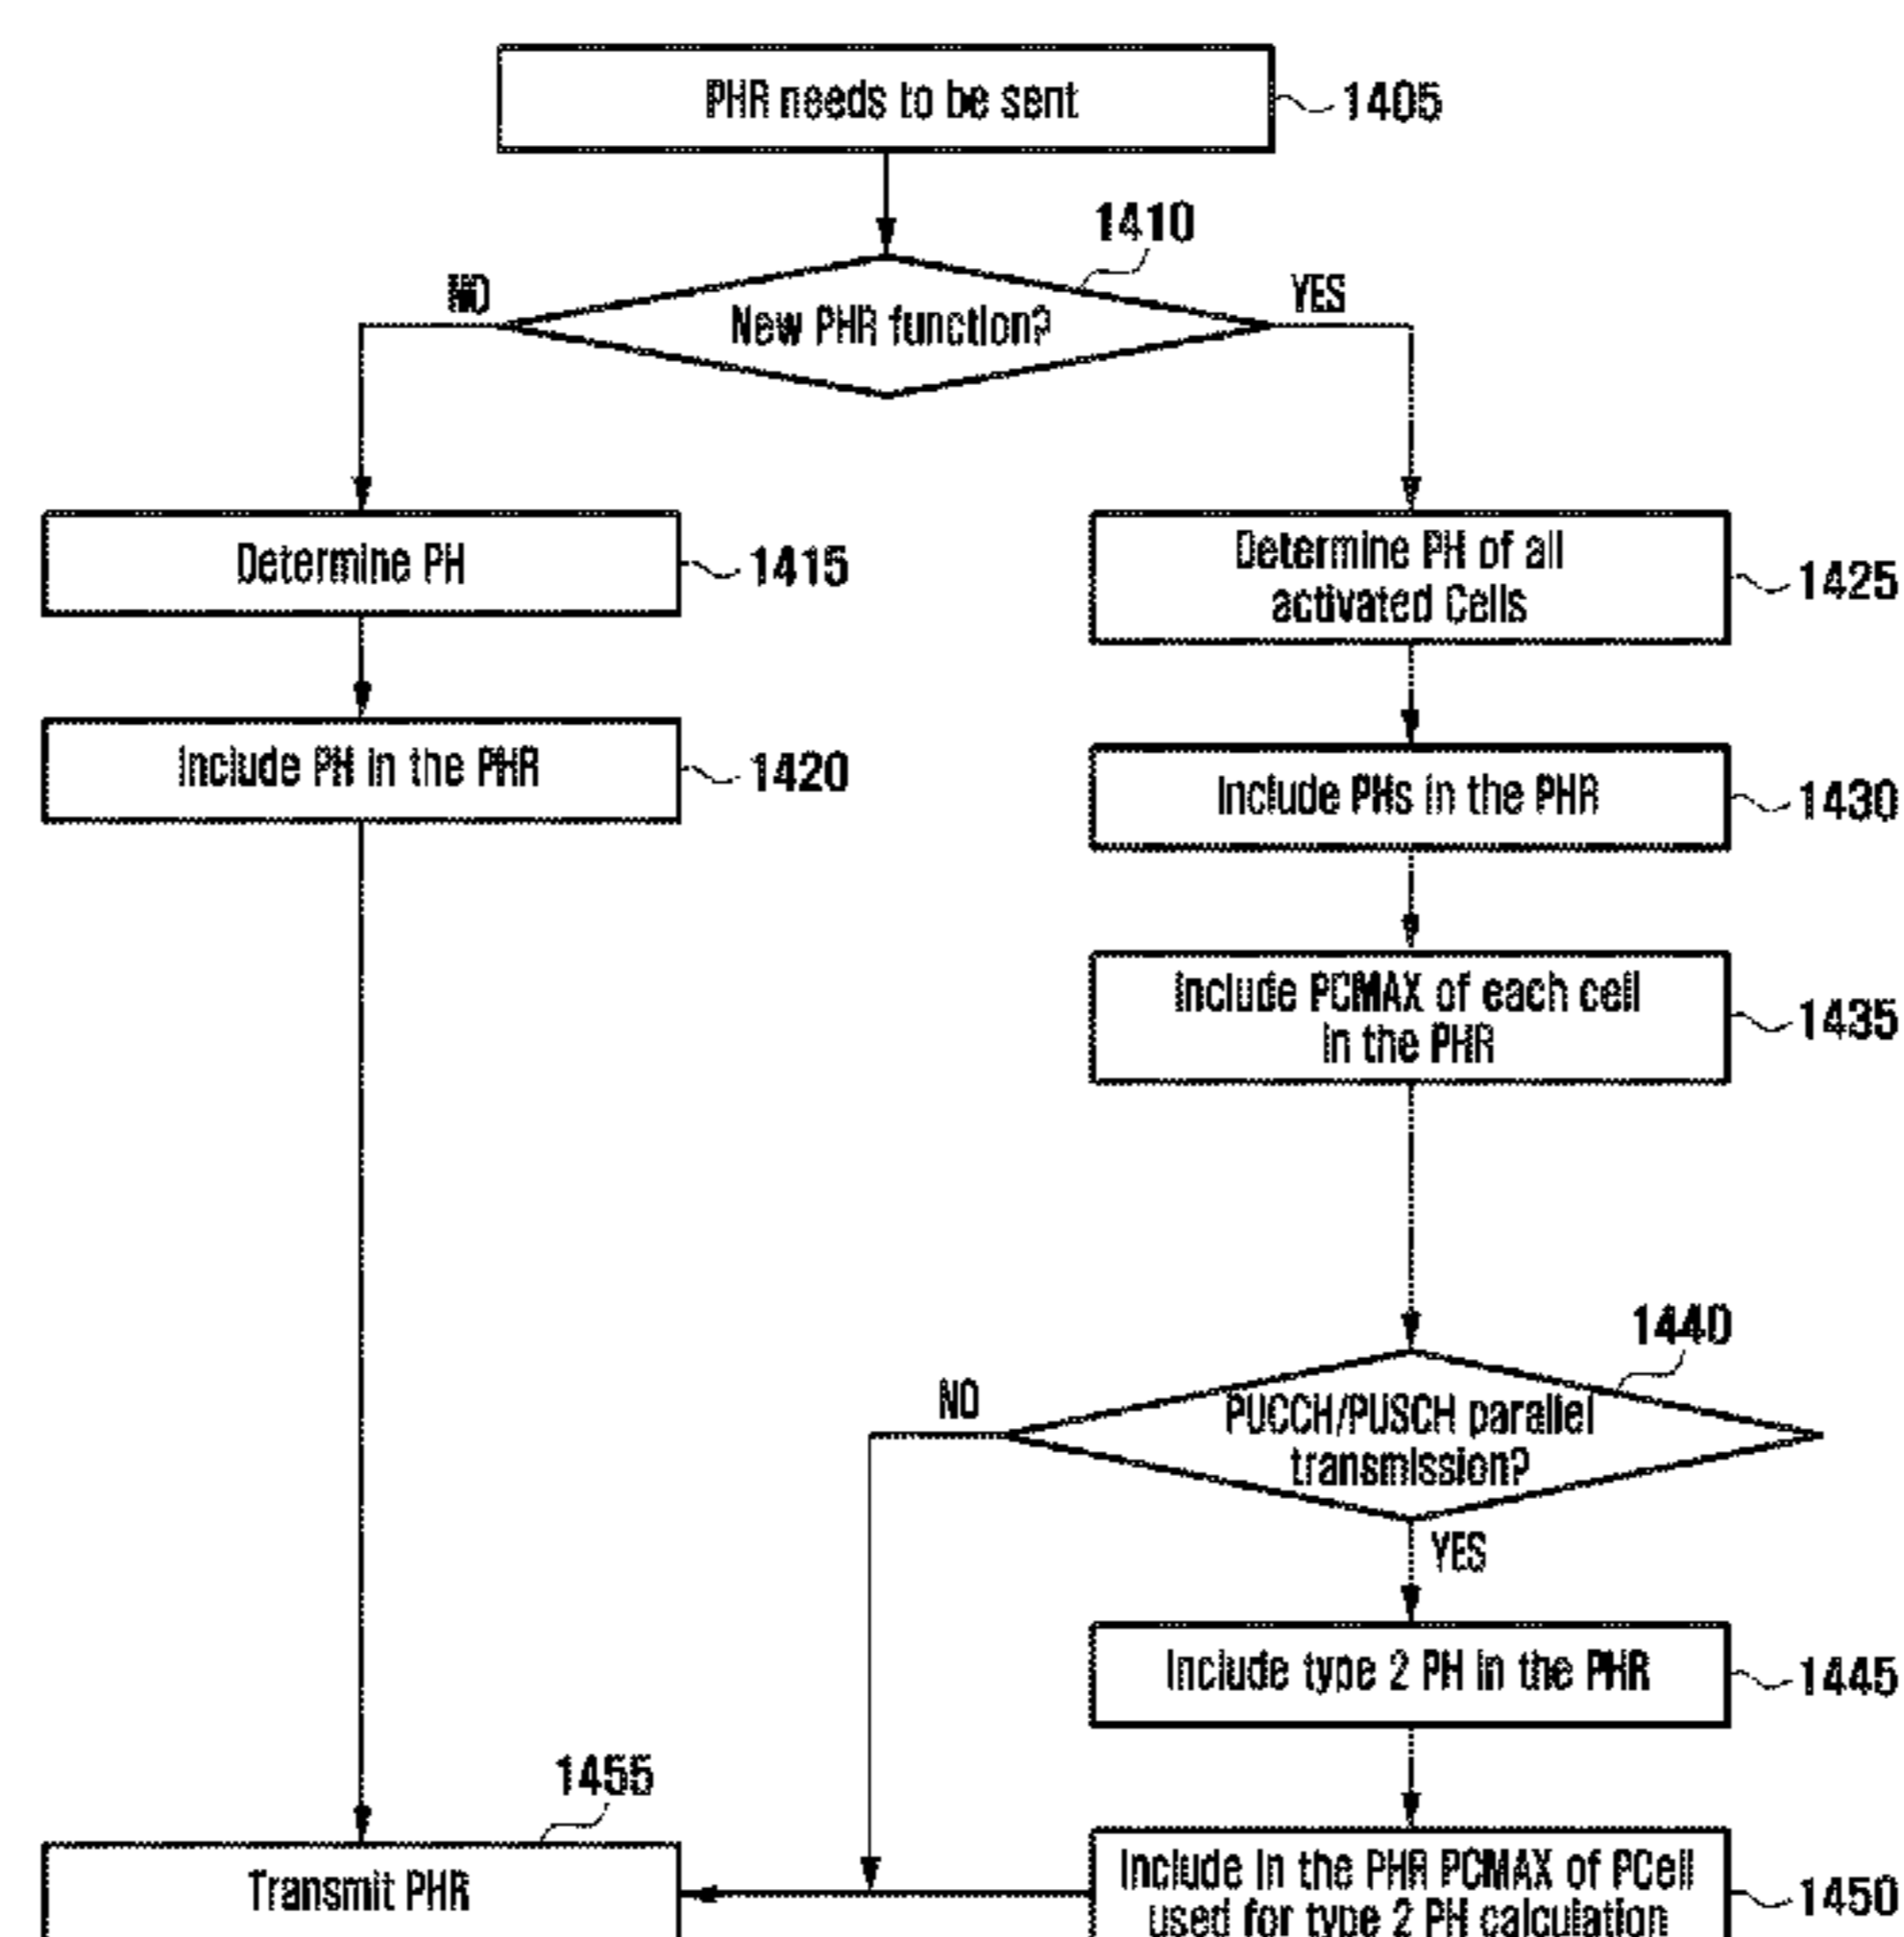 PHR needs to be sent
1405
1410
NO
YES
New PHR function?
Determine PH
1415
Determine PH of all
activated Cells
1425
Include PH in the PHR
1420
Include PHs in the PHR
1430
Include PCMAX of each cell
in the PHR
1435
1440
NO
PUCCH/PUSCH parallel
transmission?
YES
Include type 2 PH in the PHR
1445
1455
Transmit PHR
Include in the PHR PCMAX of PCell
used for type 2 PH calculation
1450